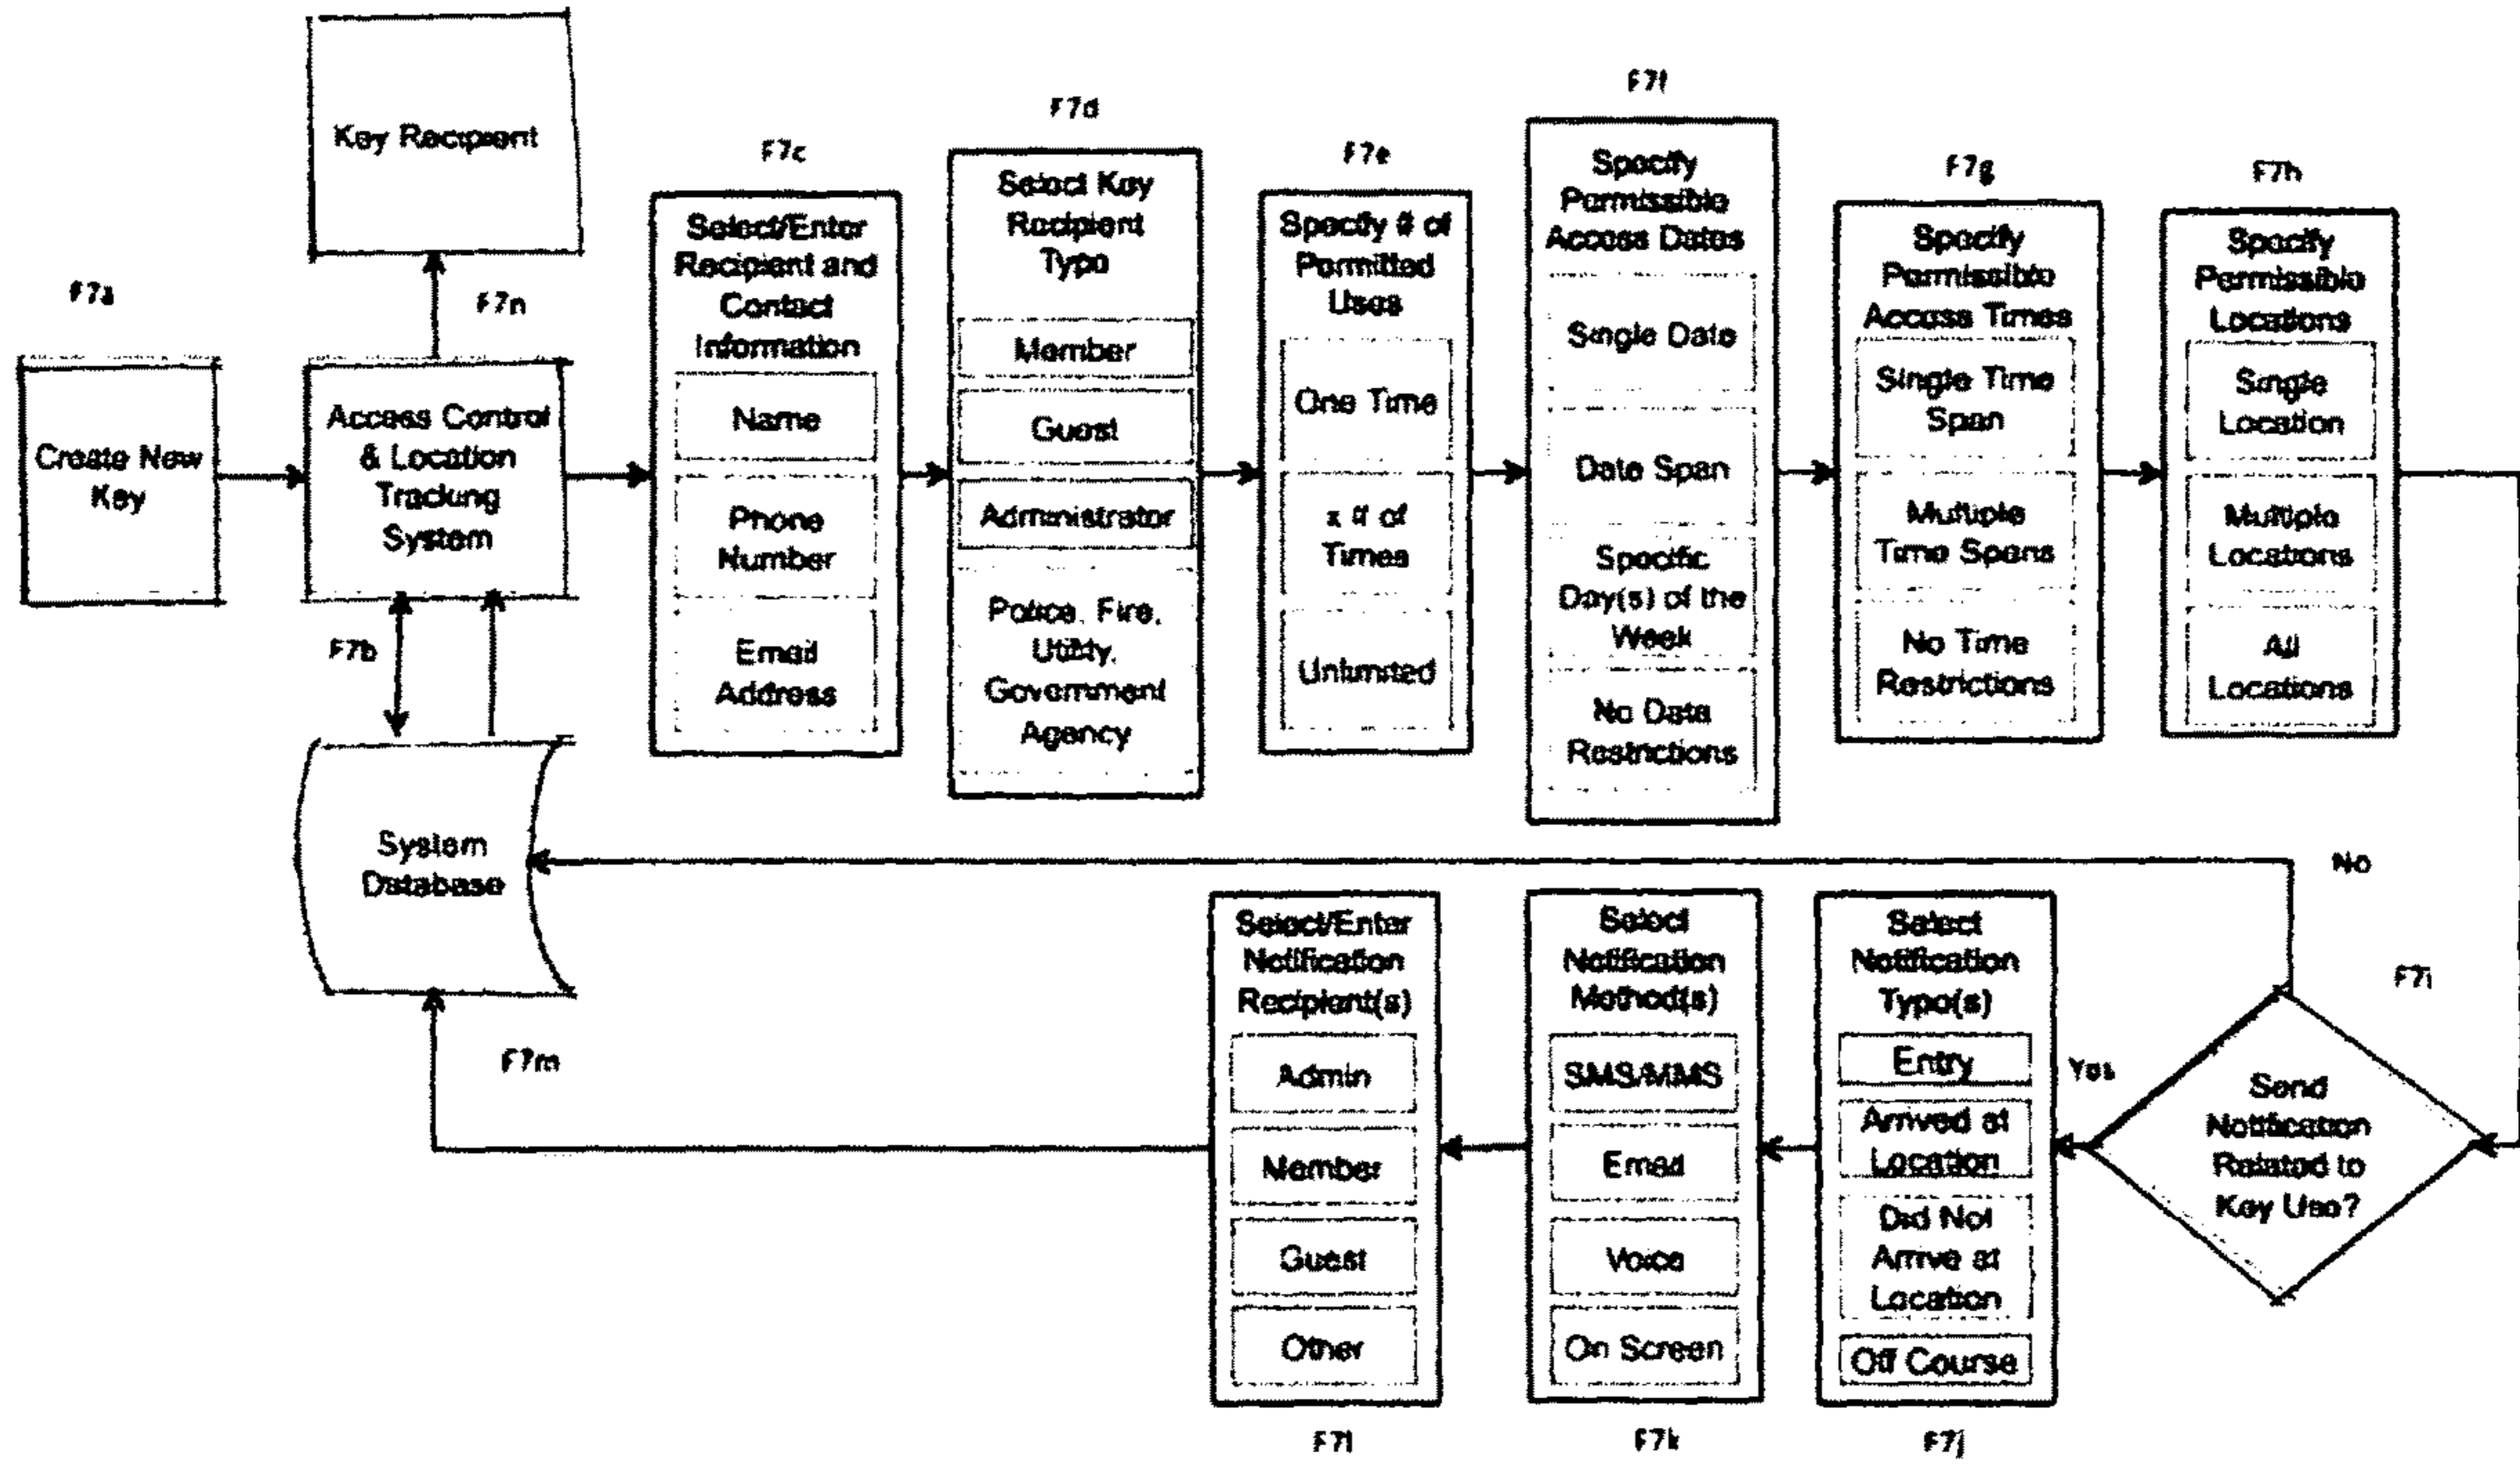 Key Recipient
F7a
F7n
Create New
Key
Access Control
& Location
Tracking
System
F7b
System
Database
F7c
Select/Enter
Recipient and
Contact
Information
Name
Phone
Number
Email
Address
F7d
Select Key
Recipient
Type
Member
Guest
Administrator
Police, Fire,
Utility,
Government
Agency
F7e
Specify # of
Permitted
Uses
One Time
x # of
Times
Unlimited
F7f
Specify
Permissible
Access Dates
Single Date
Date Span
Specific
Day(s) of the
Week
No Date
Restrictions
F7g
Specify
Permissible
Access Times
Single Time
Span
Multiple
Time Spans
No Time
Restrictions
F7h
Specify
Permissible
Locations
Single
Location
Multiple
Locations
All
Locations
No
F7i
Send
Notification
Related to
Key Use?
Yes
Select
Notification
Type(s)
Entry
Arrived at
Location
Did Not
Arrive at
Location
Off Course
F7j
Select
Notification
Method(s)
SMS/MMS
Email
Voice
On Screen
F7k
Select/Enter
Notification
Recipient(s)
Admin
Member
Guest
Other
F7l
F7m